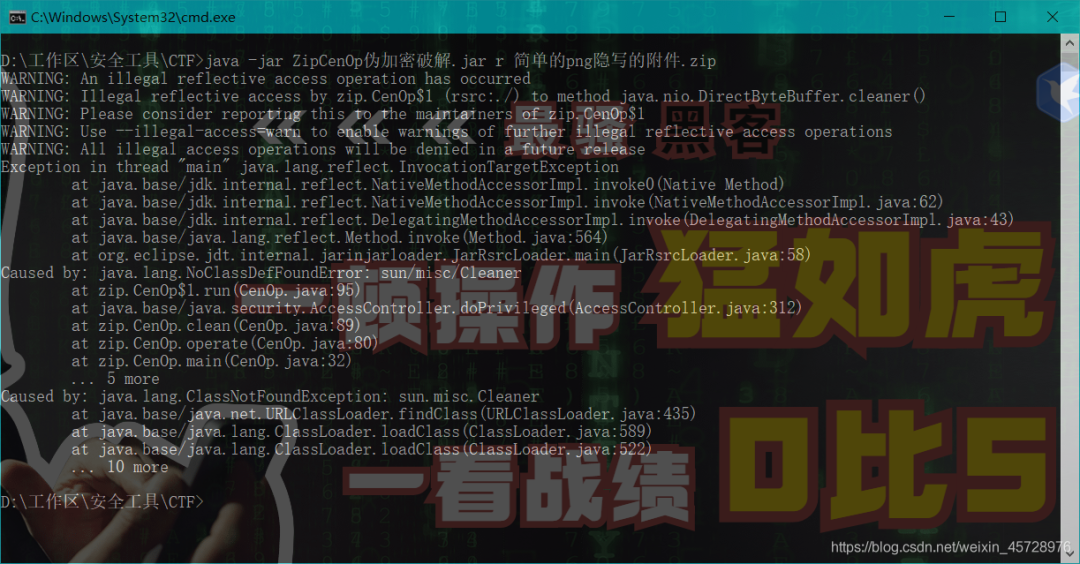 C:\Windows\System32\cmd.exe
D:\工作区\安全工具\CTF>java -jar ZipCenOp伪加密破解.jar r 简单的png隐写的附件.zip
WARNING: An illegal reflective access operation has occurred
WARNING: Illegal reflective access by zip.CenOp$1 (rsrc:./) to method java.nio.DirectByteBuffer.cleaner()
WARNING: Please consider reporting this to the maintainers of zip.CenOp$1
WARNING: Use --illegal-access=warn to enable warnings of further illegal reflective access operations
WARNING: All illegal access operations will be denied in a future release
Exception in thread "main" java.lang.reflect.InvocationTargetException
at java.base/jdk.internal.reflect.NativeMethodAccessorImpl.invoke0(Native Method)
at java.base/jdk.internal.reflect.NativeMethodAccessorImpl.invoke(NativeMethodAccessorImpl.java:62)
at java.base/jdk.internal.reflect.DelegatingMethodAccessorImpl.invoke(DelegatingMethodAccessorImpl.java:43)
at java.base/java.lang.reflect.Method.invoke(Method.java:564)
at org.eclipse.jdt.internal.jarinjarloader.JarRsrcLoader.main(JarRsrcLoader.java:58)
Caused by: java.lang.NoClassDefFoundError: sun/misc/Cleaner
at zip.CenOp$1.run(CenOp.java:95)
at java.base/java.security.AccessController.doPrivileged(AccessController.java:312)
at zip.CenOp.clean(CenOp.java:89)
at zip.CenOp.operate(CenOp.java:80)
at zip.CenOp.main(CenOp.java:32)
... 5 more
Caused by: java.lang.ClassNotFoundException: sun.misc.Cleaner
at java.base/java.net.URLClassLoader.findClass(URLClassLoader.java:435)
at java.base/java.lang.ClassLoader.loadClass(ClassLoader.java:589)
at java.base/java.lang.ClassLoader.loadClass(ClassLoader.java:522)
... 10 more
D:\工作区\安全工具\CTF>
<<< 最强 黑客
一顿操作 猛如虎
一看战绩 0比5
https://blog.csdn.net/weixin_45728976